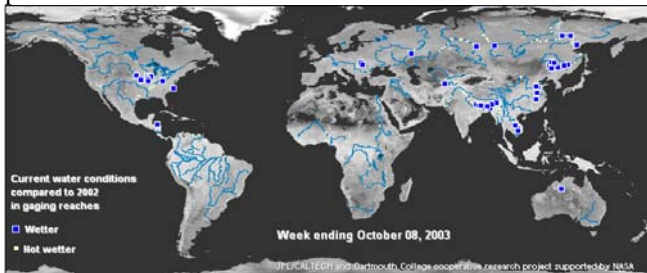 Current water conditions
compared to 2002
in gaging reaches
Wetter
Not wetter
Week ending October 08, 2003
JPL/CALTECH and Dartmouth College cooperative research project supported by NASA